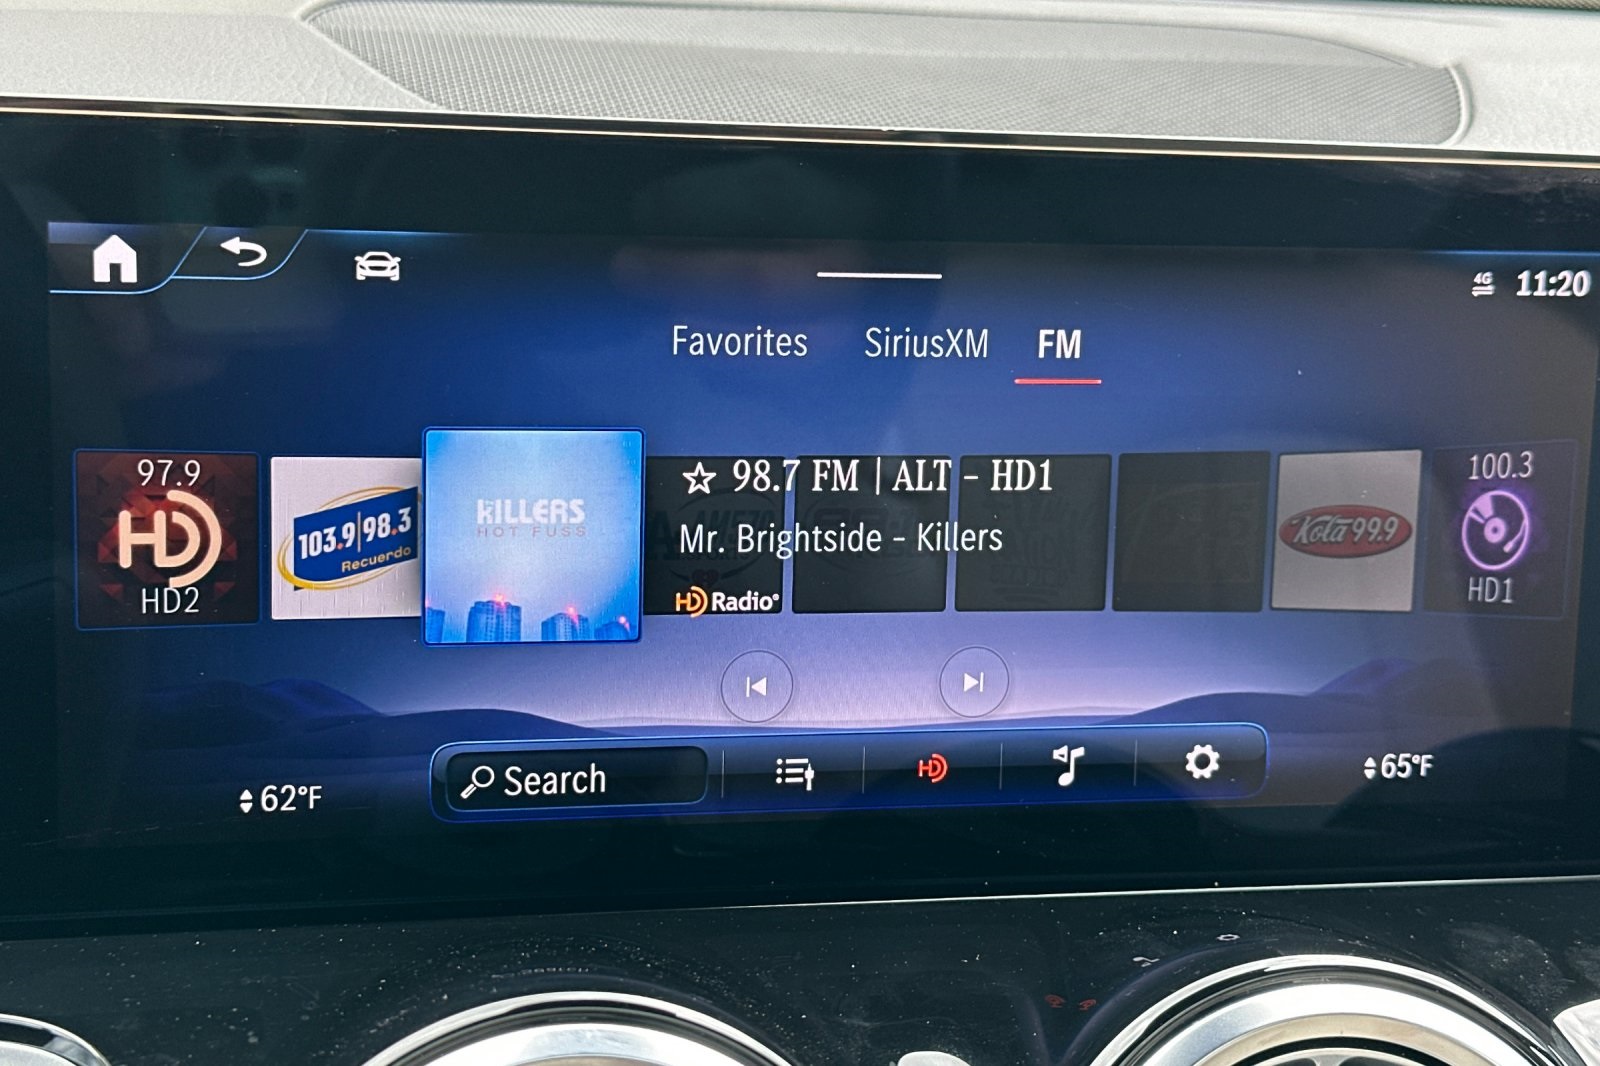 4G 11:20
Favorites SiriusXM FM
97.9
HD
HD2
103.9|98.3
Recuerdo
THE KILLERS
HOT FUSS
☆ 98.7 FM | ALT - HD1
Mr. Brightside - Killers
HD Radio®
Kola 99.9
100.3
HD1
Search
HD
62°F
65°F